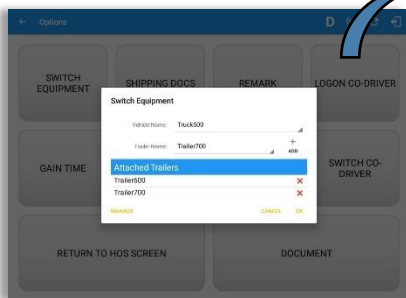 Options
D
SWITCH EQUIPMENT
SHIPPING DOCS
REMARK
LOGON CO-DRIVER
Switch Equipment
Vehicle Name: Truck500
Trailer Name: Trailer700
+
ADD
GAIN TIME
SWITCH CO-DRIVER
Attached Trailers
Trailer600
Trailer700
MANAGE
CANCEL
OK
RETURN TO HOS SCREEN
DOCUMENT